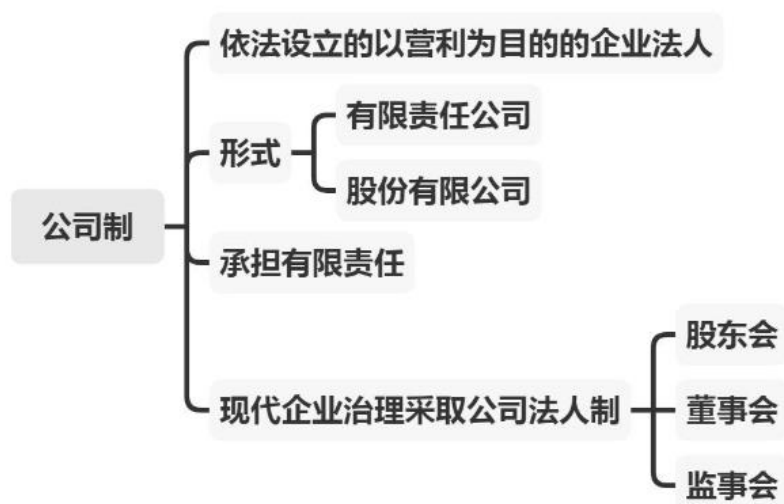 公司制
依法设立的以营利为目的的企业法人
形式
有限责任公司
股份有限公司
承担有限责任
现代企业治理采取公司法人制
股东会
董事会
监事会